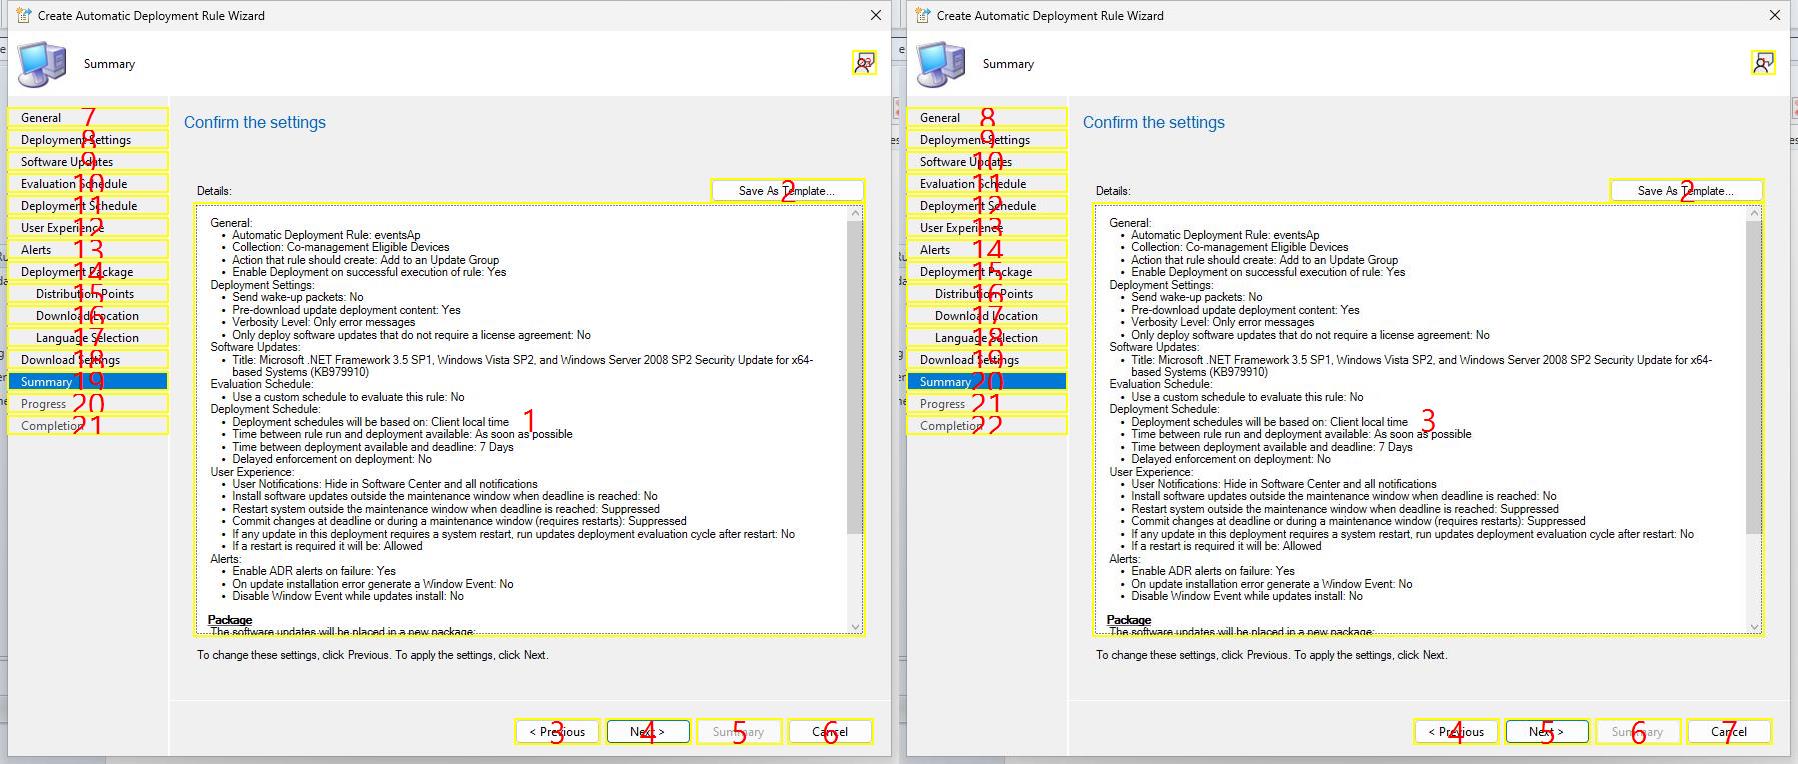 Create Automatic Deployment Rule Wizard
Summary
General
7
Deployment Settings
8
Software Updates
9
Evaluation Schedule
10
Deployment Schedule
11
User Experience
12
Alerts
13
Deployment Package
14
Distribution Points
15
Download Location
16
Language Selection
17
Download Settings
18
Summary
19
Progress
20
Completion
21
Confirm the settings
Details:
Save As Template...
2
General:
• Automatic Deployment Rule: eventsAp
• Collection: Co-management Eligible Devices
• Action that rule should create: Add to an Update Group
• Enable Deployment on successful execution of rule: Yes
Deployment Settings:
• Send wake-up packets: No
• Pre-download update deployment content: Yes
• Verbosity Level: Only error messages
• Only deploy software updates that do not require a license agreement: No
Software Updates:
• Title: Microsoft .NET Framework 3.5 SP1, Windows Vista SP2, and Windows Server 2008 SP2 Security Update for x64-
based Systems (KB979910)
Evaluation Schedule:
• Use a custom schedule to evaluate this rule: No
Deployment Schedule:
• Deployment schedules will be based on: Client local time
1
• Time between rule run and deployment available: As soon as possible
• Time between deployment available and deadline: 7 Days
• Delayed enforcement on deployment: No
User Experience:
• User Notifications: Hide in Software Center and all notifications
• Install software updates outside the maintenance window when deadline is reached: No
• Restart system outside the maintenance window when deadline is reached: Suppressed
• Commit changes at deadline or during a maintenance window (requires restarts): Suppressed
• If any update in this deployment requires a system restart, run updates deployment evaluation cycle after restart: No
• If a restart is required it will be: Allowed
Alerts:
• Enable ADR alerts on failure: Yes
• On update installation error generate a Window Event: No
• Disable Window Event while updates install: No
Package
The software updates will be placed in a new package:
To change these settings, click Previous. To apply the settings, click Next.
< Previous
3
Next >
4
Summary
5
Cancel
6
Create Automatic Deployment Rule Wizard
Summary
General
8
Deployment Settings
9
Software Updates
10
Evaluation Schedule
11
Deployment Schedule
12
User Experience
13
Alerts
14
Deployment Package
15
Distribution Points
16
Download Location
17
Language Selection
18
Download Settings
19
Summary
20
Progress
21
Completion
22
Confirm the settings
Details:
Save As Template...
2
General:
• Automatic Deployment Rule: eventsAp
• Collection: Co-management Eligible Devices
• Action that rule should create: Add to an Update Group
• Enable Deployment on successful execution of rule: Yes
Deployment Settings:
• Send wake-up packets: No
• Pre-download update deployment content: Yes
• Verbosity Level: Only error messages
• Only deploy software updates that do not require a license agreement: No
Software Updates:
• Title: Microsoft .NET Framework 3.5 SP1, Windows Vista SP2, and Windows Server 2008 SP2 Security Update for x64-
based Systems (KB979910)
Evaluation Schedule:
• Use a custom schedule to evaluate this rule: No
Deployment Schedule:
• Deployment schedules will be based on: Client local time
3
• Time between rule run and deployment available: As soon as possible
• Time between deployment available and deadline: 7 Days
• Delayed enforcement on deployment: No
User Experience:
• User Notifications: Hide in Software Center and all notifications
• Install software updates outside the maintenance window when deadline is reached: No
• Restart system outside the maintenance window when deadline is reached: Suppressed
• Commit changes at deadline or during a maintenance window (requires restarts): Suppressed
• If any update in this deployment requires a system restart, run updates deployment evaluation cycle after restart: No
• If a restart is required it will be: Allowed
Alerts:
• Enable ADR alerts on failure: Yes
• On update installation error generate a Window Event: No
• Disable Window Event while updates install: No
Package
The software updates will be placed in a new package:
To change these settings, click Previous. To apply the settings, click Next.
< Previous
4
Next >
5
Summary
6
Cancel
7